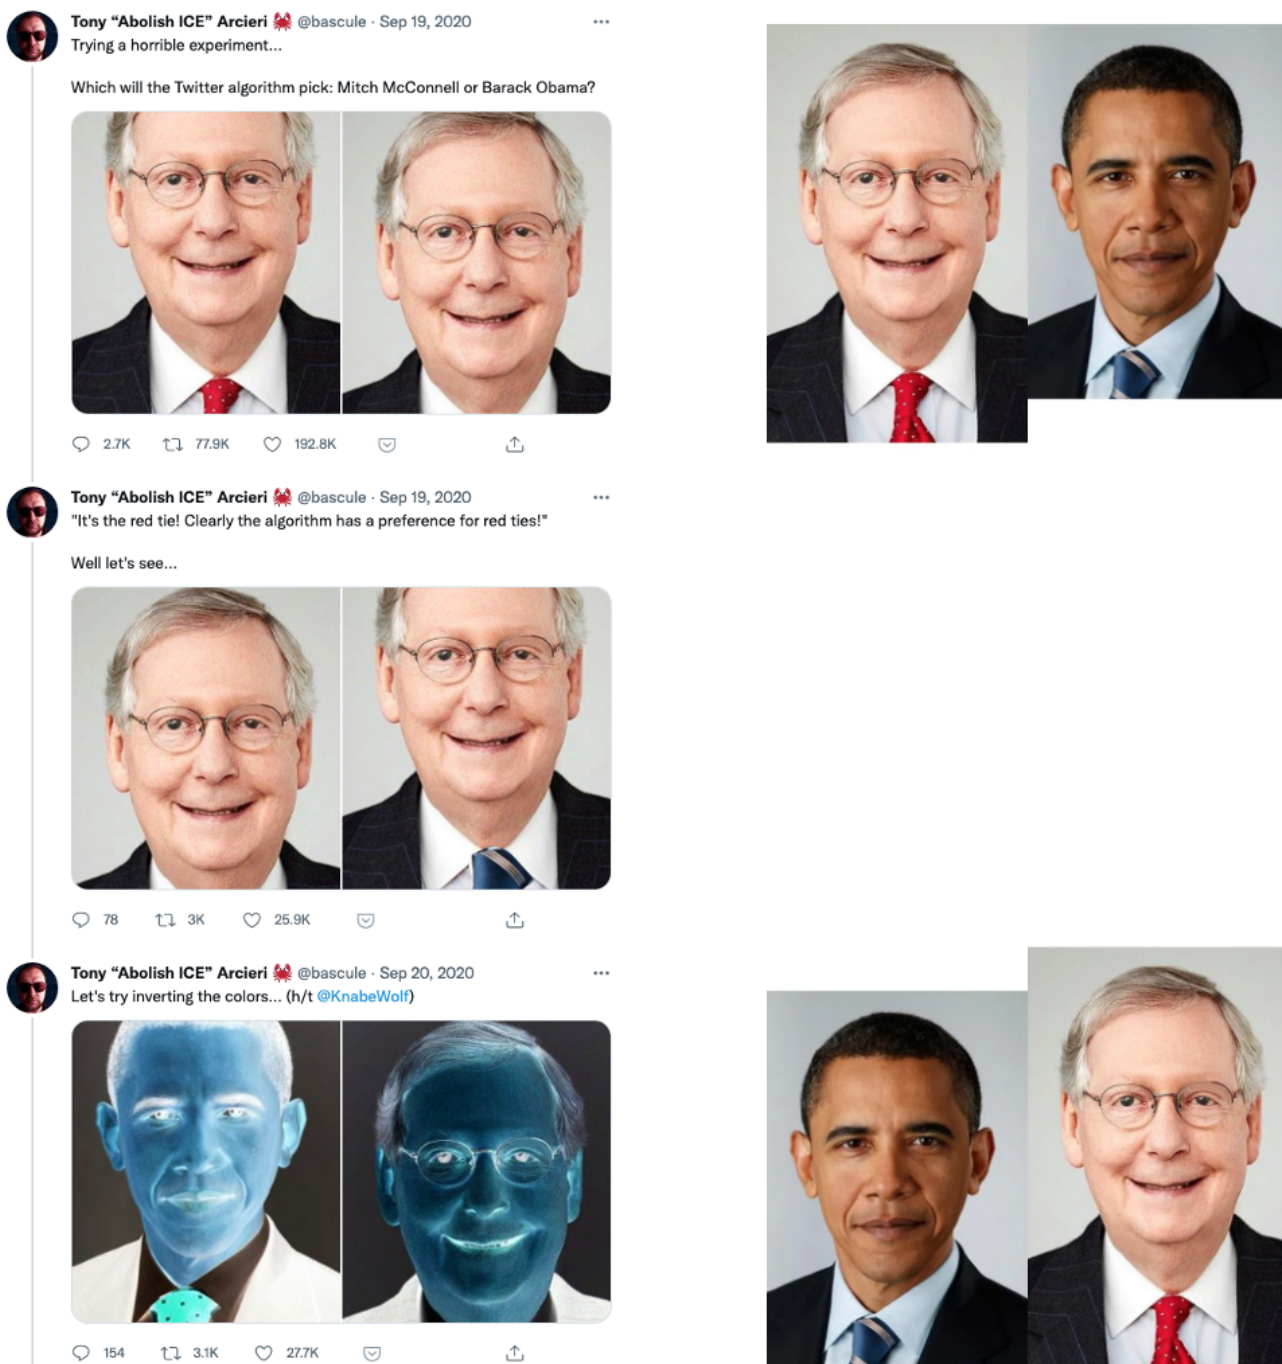 Tony “Abolish ICE” Arcieri 🦀 @bascule · Sep 19, 2020
Trying a horrible experiment...
Which will the Twitter algorithm pick: Mitch McConnell or Barack Obama?
2.7K 77.9K 192.8K
Tony “Abolish ICE” Arcieri 🦀 @bascule · Sep 19, 2020
"It's the red tie! Clearly the algorithm has a preference for red ties!"
Well let's see...
78 3K 25.9K
Tony “Abolish ICE” Arcieri 🦀 @bascule · Sep 20, 2020
Let's try inverting the colors... (h/t @KnabeWolf)
154 3.1K 27.7K